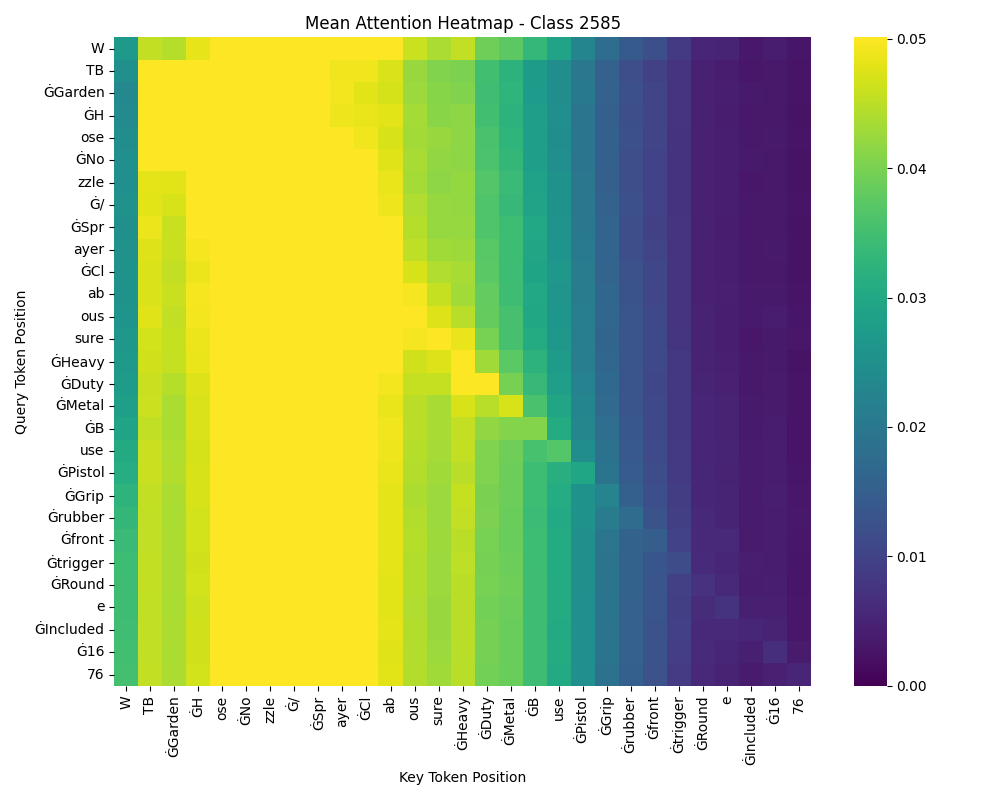 Mean Attention Heatmap - Class 2585
Query Token Position
W
TB
ĠGarden
ĠH
ose
ĠNo
zzle
Ġ/
ĠSpr
ayer
ĠCl
ab
ous
sure
ĠHeavy
ĠDuty
ĠMetal
ĠB
use
ĠPistol
ĠGrip
Ġrubber
Ġfront
Ġtrigger
ĠRound
e
ĠIncluded
Ġ16
76
W
TB
ĠGarden
ĠH
ose
ĠNo
zzle
Ġ/
ĠSpr
ayer
ĠCl
ab
ous
sure
ĠHeavy
ĠDuty
ĠMetal
ĠB
use
ĠPistol
ĠGrip
Ġrubber
Ġfront
Ġtrigger
ĠRound
e
ĠIncluded
Ġ16
76
Key Token Position
0.05
0.04
0.03
0.02
0.01
0.00